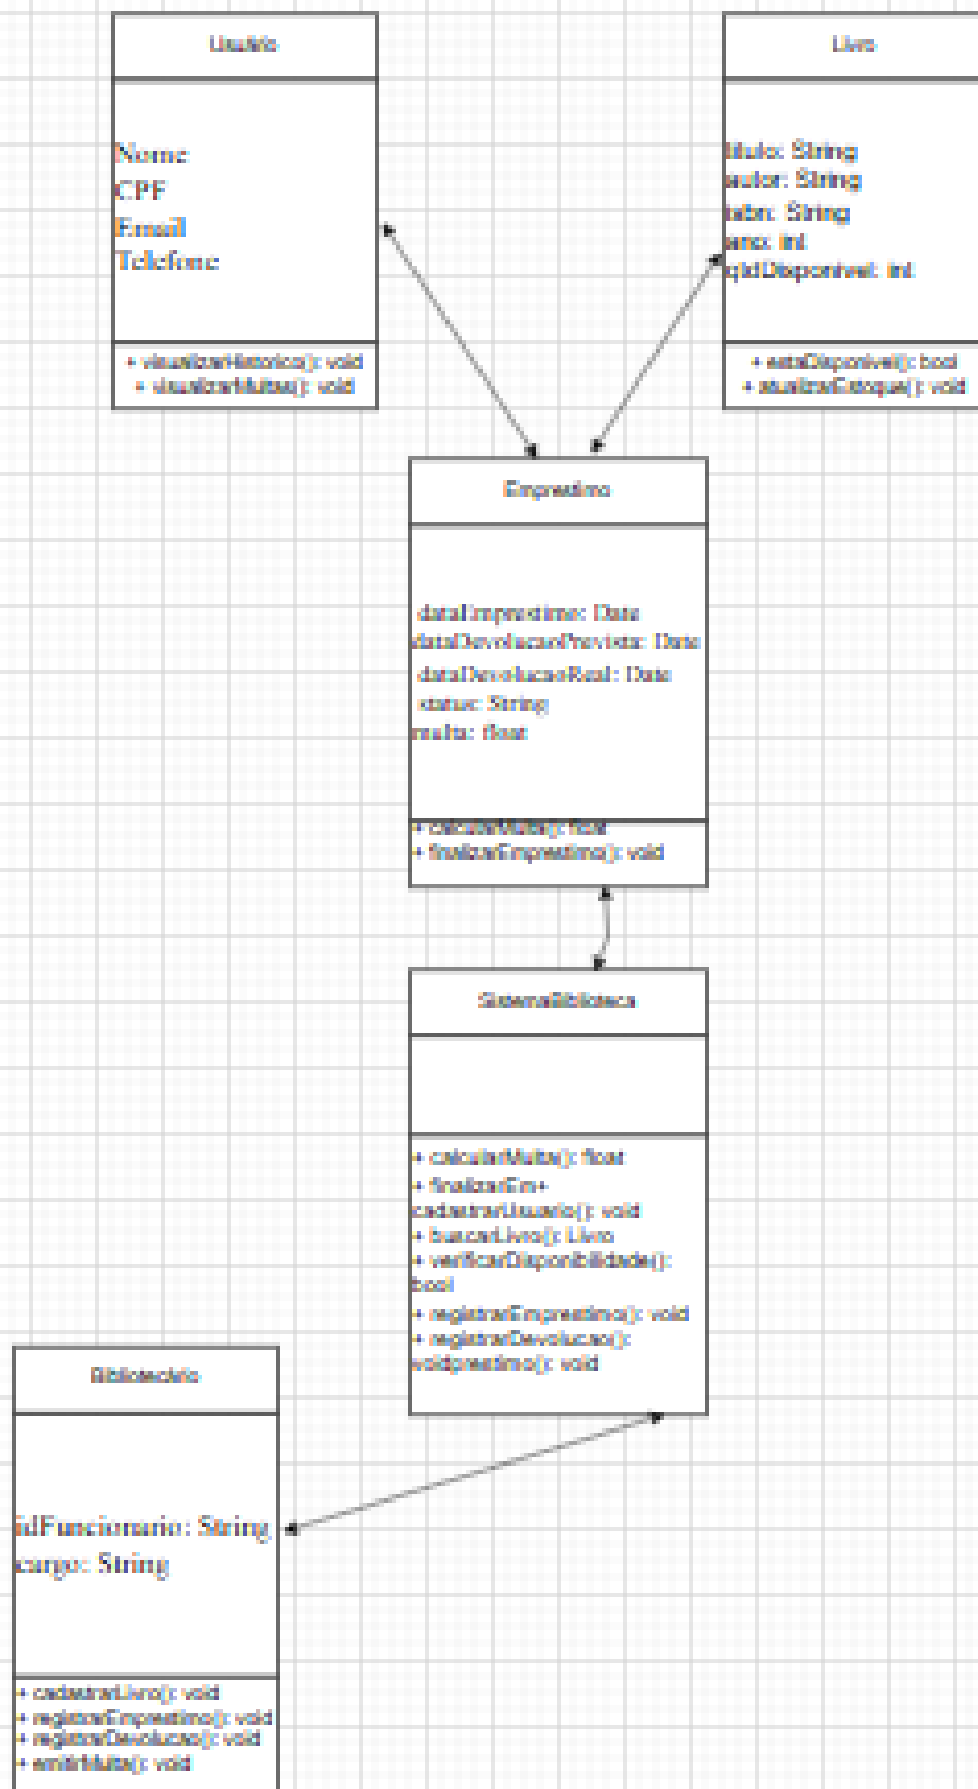 Usuário
Nome
CPF
Email
Telefone
+ visualizarHistorico(): void
+ visualizarMultas(): void
Livro
titulo: String
autor: String
isbn: String
ano: int
qtdDisponivel: int
+ estaDisponivel(): bool
+ atualizarEstoque(): void
Emprestimo
dataEmprestimo: Date
dataDevolucaoPrevista: Date
dataDevolucaoReal: Date
status: String
multa: float
+ calcularMulta(): float
+ finalizarEmprestimo(): void
SistemaBiblioteca
+ calcularMulta(): float
+ finalizarEm+
cadastrarUsuario(): void
+ buscarLivro(): Livro
+ verificarDisponibilidade():
bool
+ registrarEmprestimo(): void
+ registrarDevolucao():
voidprestimo(): void
Bibliotecário
idFuncionario: String
cargo: String
+ cadastrarLivro(): void
+ registrarEmprestimo(): void
+ registrarDevolucao(): void
+ emitirMulta(): void